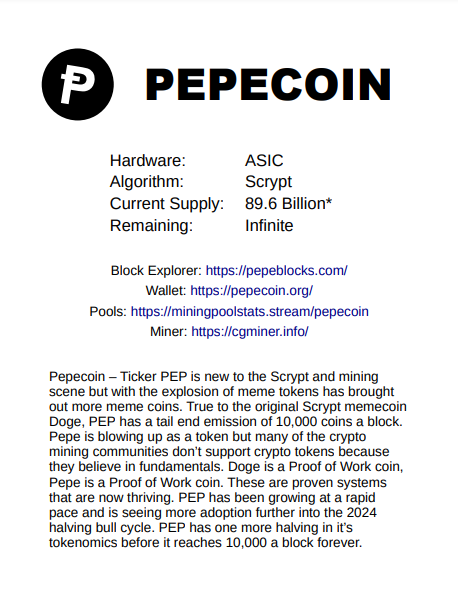 PEPECOIN
Hardware: ASIC
Algorithm: Scrypt
Current Supply: 89.6 Billion*
Remaining: Infinite
Block Explorer: https://pepeblocks.com/
Wallet: https://pepecoin.org/
Pools: https://miningpoolstats.stream/pepecoin
Miner: https://cgminer.info/
Pepecoin – Ticker PEP is new to the Scrypt and mining
scene but with the explosion of meme tokens has brought
out more meme coins. True to the original Scrypt memecoin
Doge, PEP has a tail end emission of 10,000 coins a block.
Pepe is blowing up as a token but many of the crypto
mining communities don’t support crypto tokens because
they believe in fundamentals. Doge is a Proof of Work coin,
Pepe is a Proof of Work coin. These are proven systems
that are now thriving. PEP has been growing at a rapid
pace and is seeing more adoption further into the 2024
halving bull cycle. PEP has one more halving in it’s
tokenomics before it reaches 10,000 a block forever.